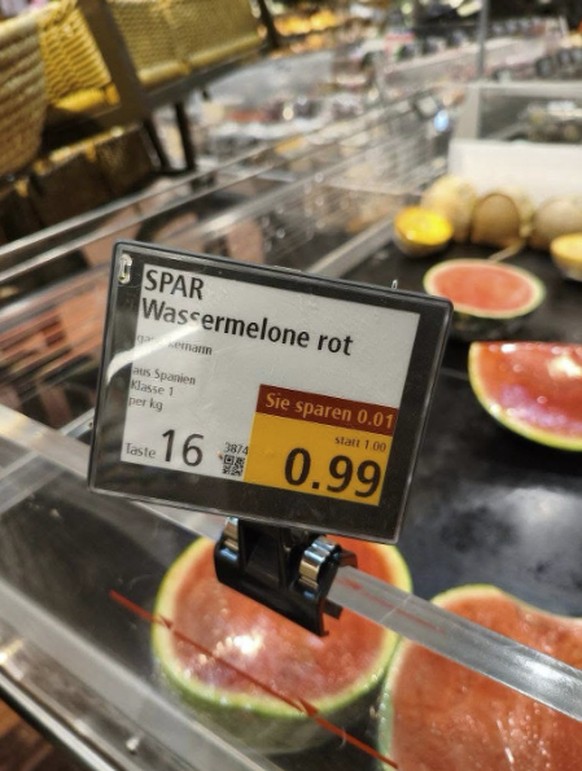 SPAR
Wassermelone rot
aus Spanien
Klasse 1
per kg
Sie sparen 0.01
statt 1.00
0.99
Taste 16
3874